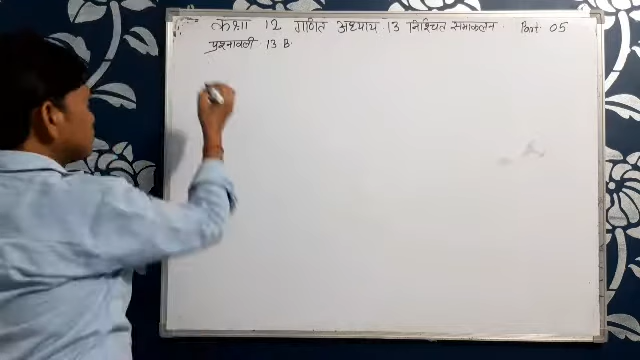 कक्षा 12 गणित अध्याय 13 निश्चित समाकलन. Part 05
प्रश्नावली 13 B.